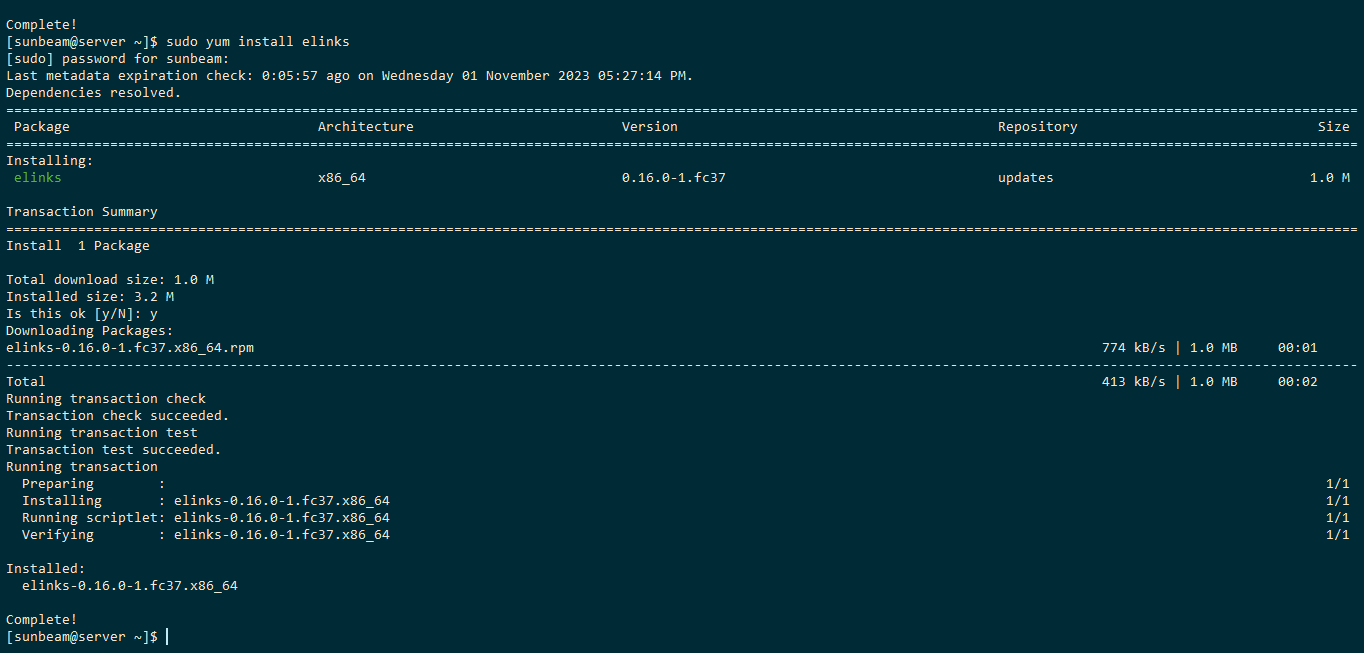 Complete!
[sunbeam@server ~]$ sudo yum install elinks
[sudo] password for sunbeam:
Last metadata expiration check: 0:05:57 ago on Wednesday 01 November 2023 05:27:14 PM.
Dependencies resolved.
================================================================================
Package Architecture Version Repository Size
================================================================================
Installing:
elinks x86_64 0.16.0-1.fc37 updates 1.0 M
Transaction Summary
================================================================================
Install  1 Package
Total download size: 1.0 M
Installed size: 3.2 M
Is this ok [y/N]: y
Downloading Packages:
elinks-0.16.0-1.fc37.x86_64.rpm 774 kB/s | 1.0 MB 00:01
--------------------------------------------------------------------------------
Total 413 kB/s | 1.0 MB 00:02
Running transaction check
Transaction check succeeded.
Running transaction test
Transaction test succeeded.
Running transaction
Preparing : 1/1
Installing : elinks-0.16.0-1.fc37.x86_64 1/1
Running scriptlet: elinks-0.16.0-1.fc37.x86_64 1/1
Verifying : elinks-0.16.0-1.fc37.x86_64 1/1
Installed:
elinks-0.16.0-1.fc37.x86_64
Complete!
[sunbeam@server ~]$